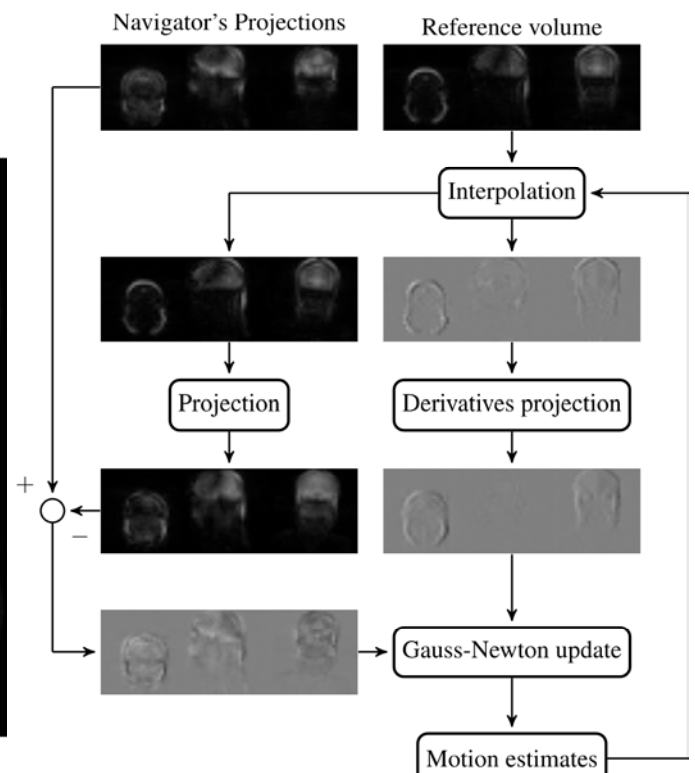 Navigator's Projections
Reference volume
Interpolation
Projection
Derivatives projection
+
−
Gauss-Newton update
Motion estimates